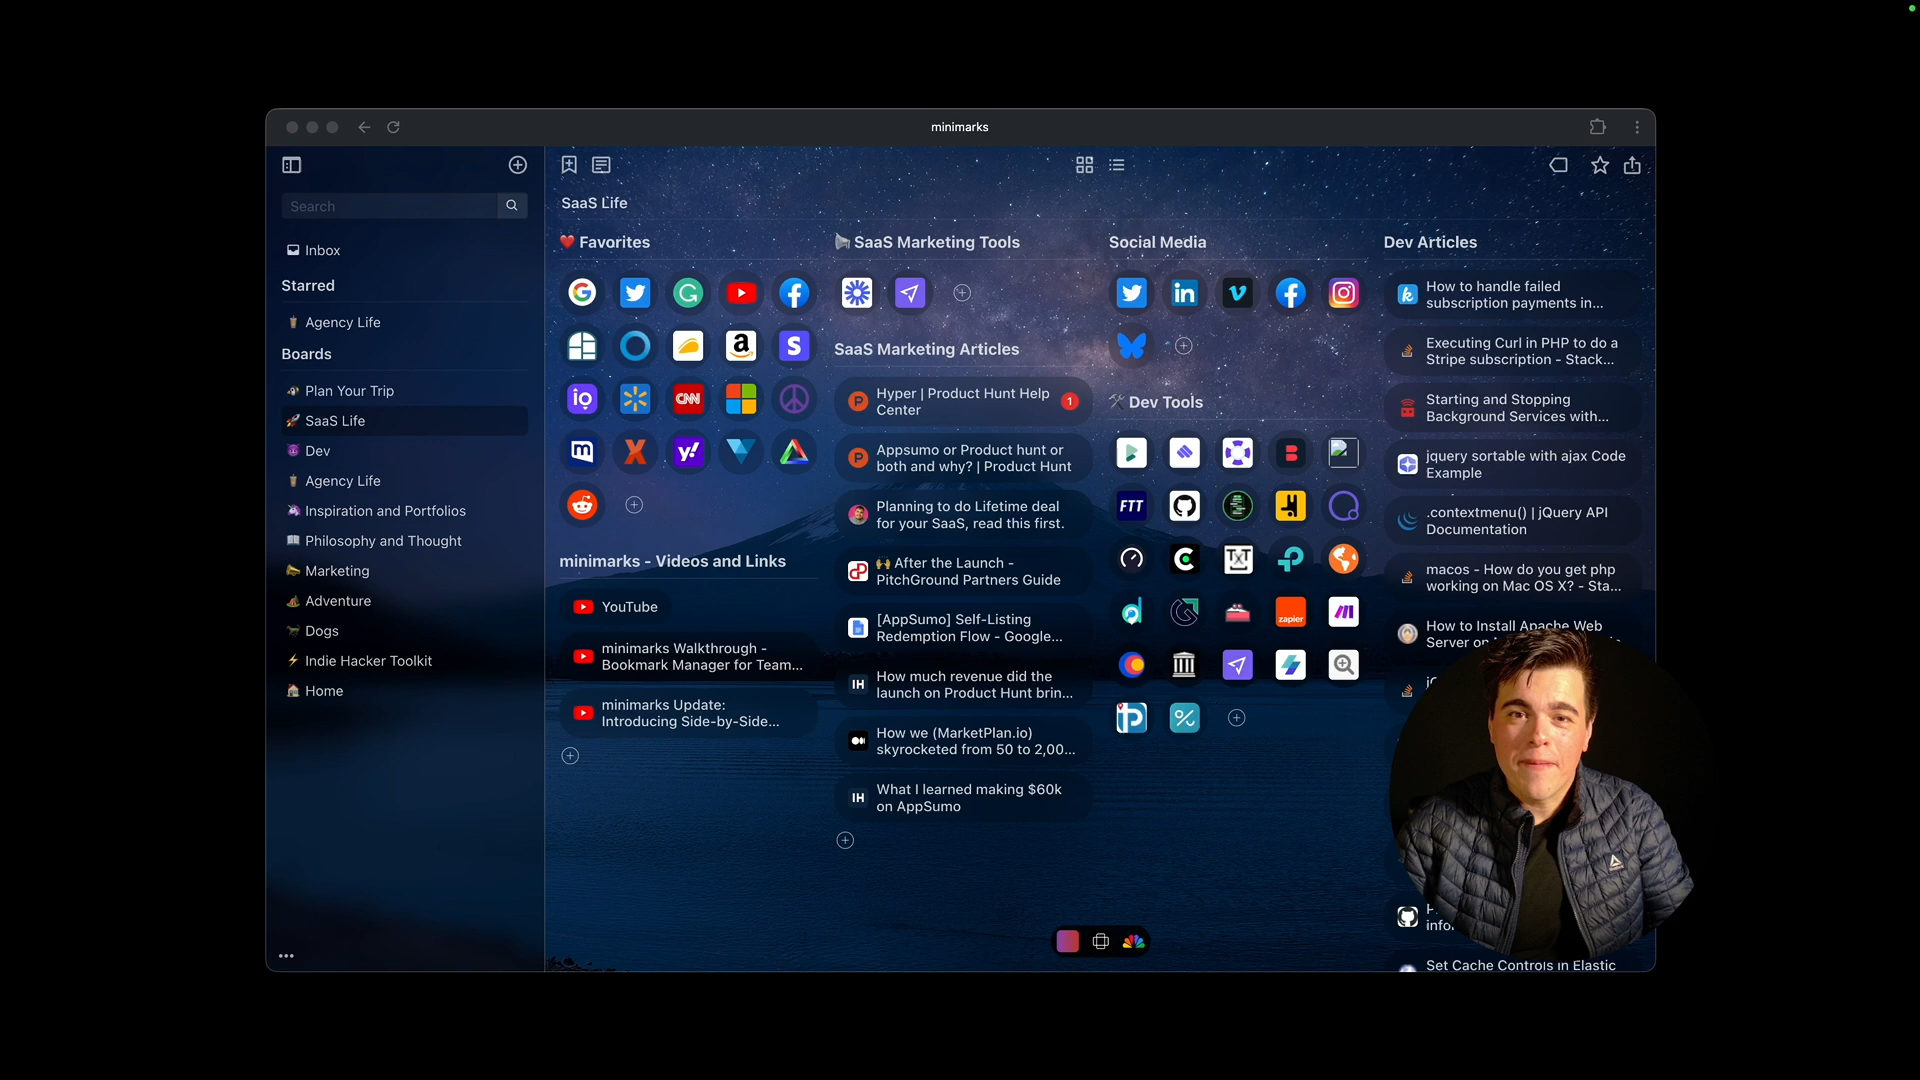 minimarks
Search
Inbox
Starred
Agency Life
Boards
Plan Your Trip
SaaS Life
Dev
Agency Life
Inspiration and Portfolios
Philosophy and Thought
Marketing
Adventure
Dogs
Indie Hacker Toolkit
Home
SaaS Life
Favorites
CNN
minimarks - Videos and Links
YouTube
minimarks Walkthrough -
Bookmark Manager for Team...
minimarks Update:
Introducing Side-by-Side...
SaaS Marketing Tools
SaaS Marketing Articles
Hyper | Product Hunt Help
Center
1
Appsumo or Product hunt or
both and why? | Product Hunt
Planning to do Lifetime deal
for your SaaS, read this first.
After the Launch -
PitchGround Partners Guide
[AppSumo] Self-Listing
Redemption Flow - Google...
IH
How much revenue did the
launch on Product Hunt brin...
How we (MarketPlan.io)
skyrocketed from 50 to 2,00...
IH
What I learned making $60k
on AppSumo
Social Media
Dev Tools
FTT
TXT
zapier
Dev Articles
How to handle failed
subscription payments in...
Executing Curl in PHP to do a
Stripe subscription - Stack...
Starting and Stopping
Background Services with...
jquery sortable with ajax Code
Example
.contextmenu() | jQuery API
Documentation
macos - How do you get php
working on Mac OS X? - Sta...
How to Install Apache Web
Server on
Set Cache Controls in Elastic